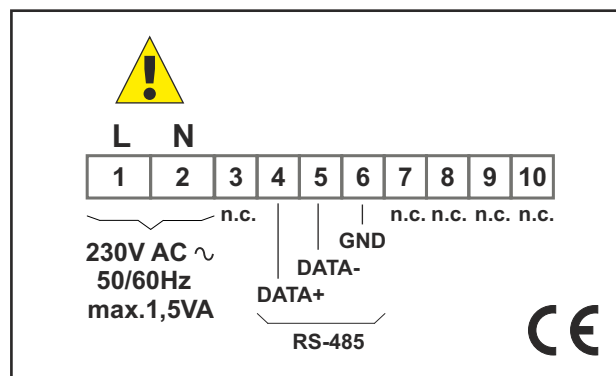 L N
1 2 3 4 5 6 7 8 9 10
n.c. n.c. n.c. n.c. n.c.
230V AC ∿ GND
50/60Hz DATA-
max.1,5VA DATA+
RS-485
CE